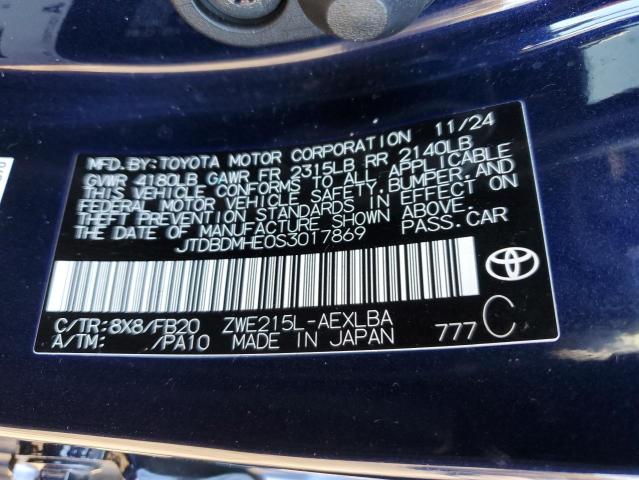 MFD.BY:TOYOTA MOTOR CORPORATION 11/24
GVWR 4180LB GAWR FR 2315LB RR 2140LB
THIS VEHICLE CONFORMS TO ALL APPLICABLE
FEDERAL MOTOR VEHICLE SAFETY,BUMPER,AND
THEFT PREVENTION STANDARDS IN EFFECT ON
THE DATE OF MANUFACTURE SHOWN ABOVE.
JTDBDMHE0S3017869 PASS.CAR
C/TR:8X8/FB20 ZWE215L-AEXLBA
A/TM: /PA10 MADE IN JAPAN 777 C